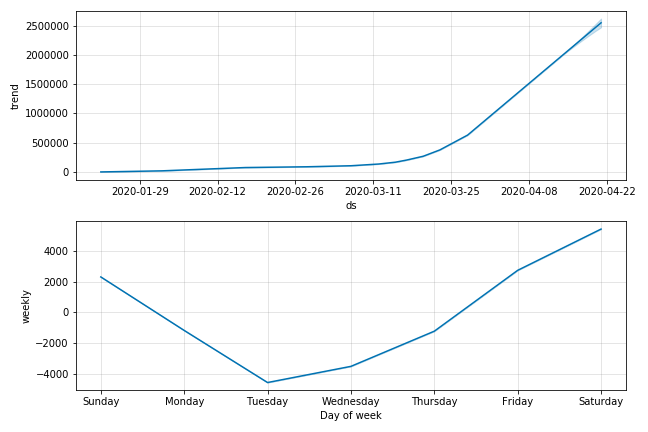 2500000
2000000
1500000
1000000
500000
0
trend
2020-01-29 2020-02-12 2020-02-26 2020-03-11 2020-03-25 2020-04-08 2020-04-22
ds
4000
2000
0
−2000
−4000
weekly
Sunday Monday Tuesday Wednesday Thursday Friday Saturday
Day of week